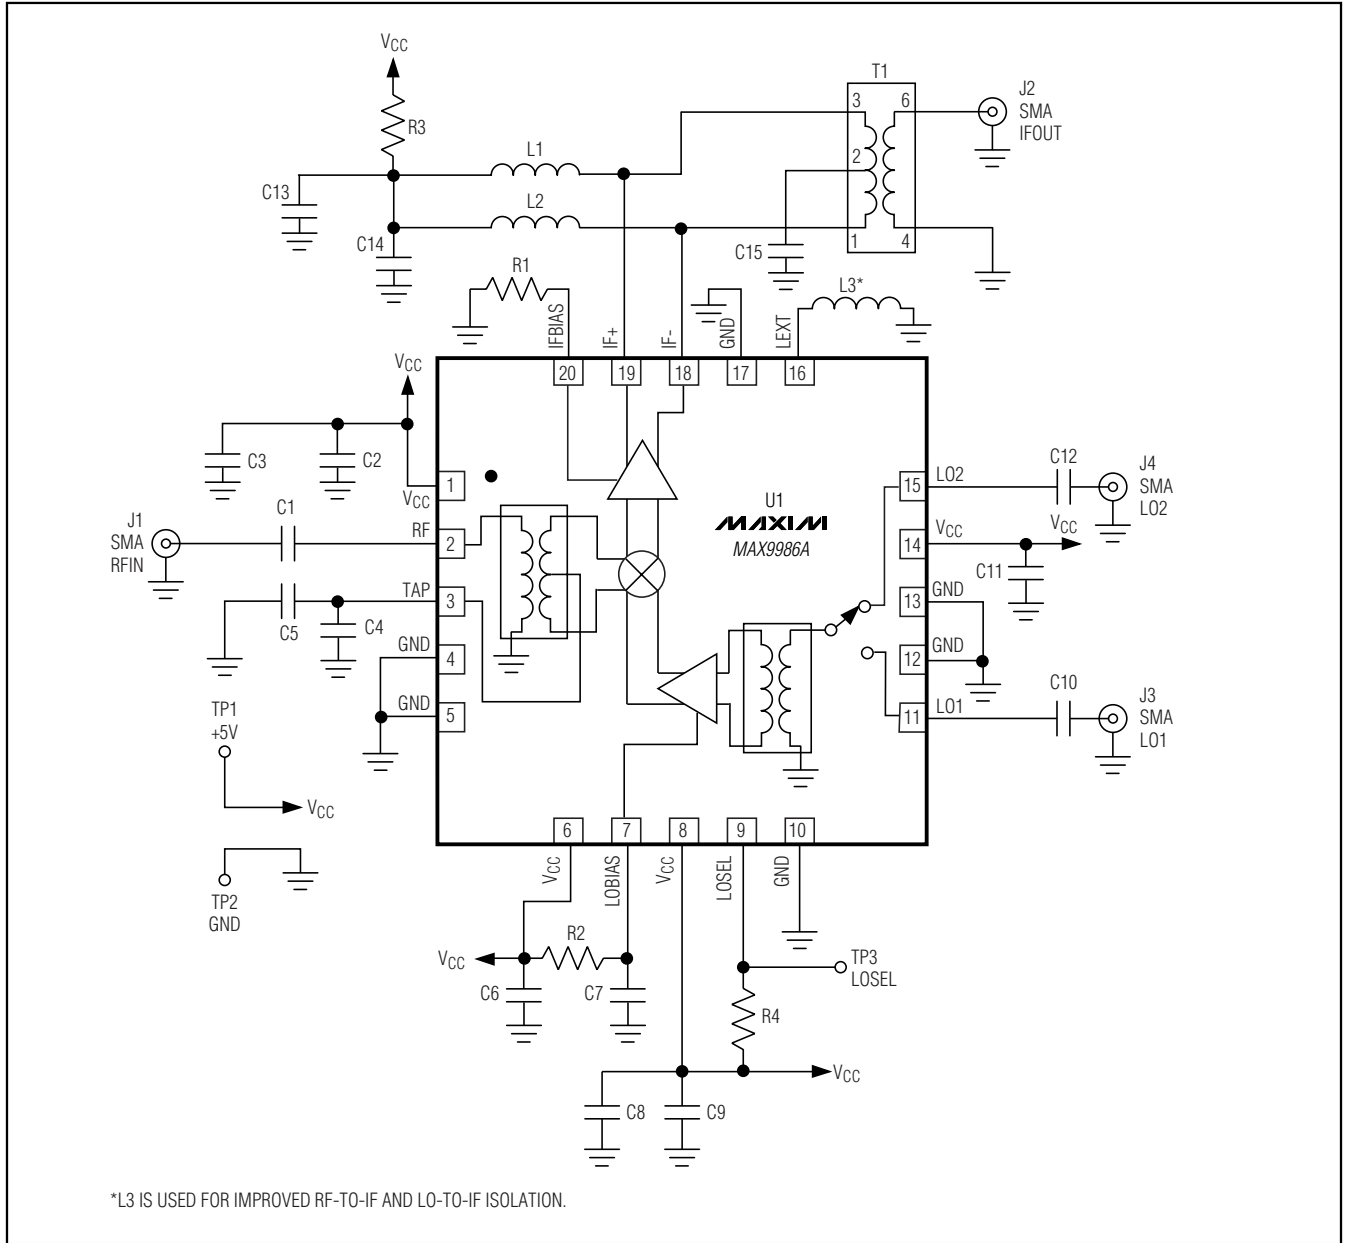 VCC
R3
C13
C14
L1
L2
T1
3
6
2
1
4
C15
J2
SMA
IFOUT
R1
L3*
IFBIAS
IF+
IF-
GND
LEXT
20
19
18
17
16
VCC
C3
C2
1
VCC
J1
SMA
RFIN
C1
RF
2
TAP
3
C5
C4
GND
4
GND
5
U1
MAXIM
MAX9986A
15
LO2
C12
J4
SMA
LO2
14
VCC
VCC
C11
13
GND
12
GND
11
LO1
C10
J3
SMA
LO1
TP1
+5V
VCC
TP2
GND
6
7
8
9
10
VCC
LOBIAS
VCC
LOSEL
GND
VCC
R2
C6
C7
TP3
LOSEL
R4
VCC
C8
C9
*L3 IS USED FOR IMPROVED RF-TO-IF AND LO-TO-IF ISOLATION.